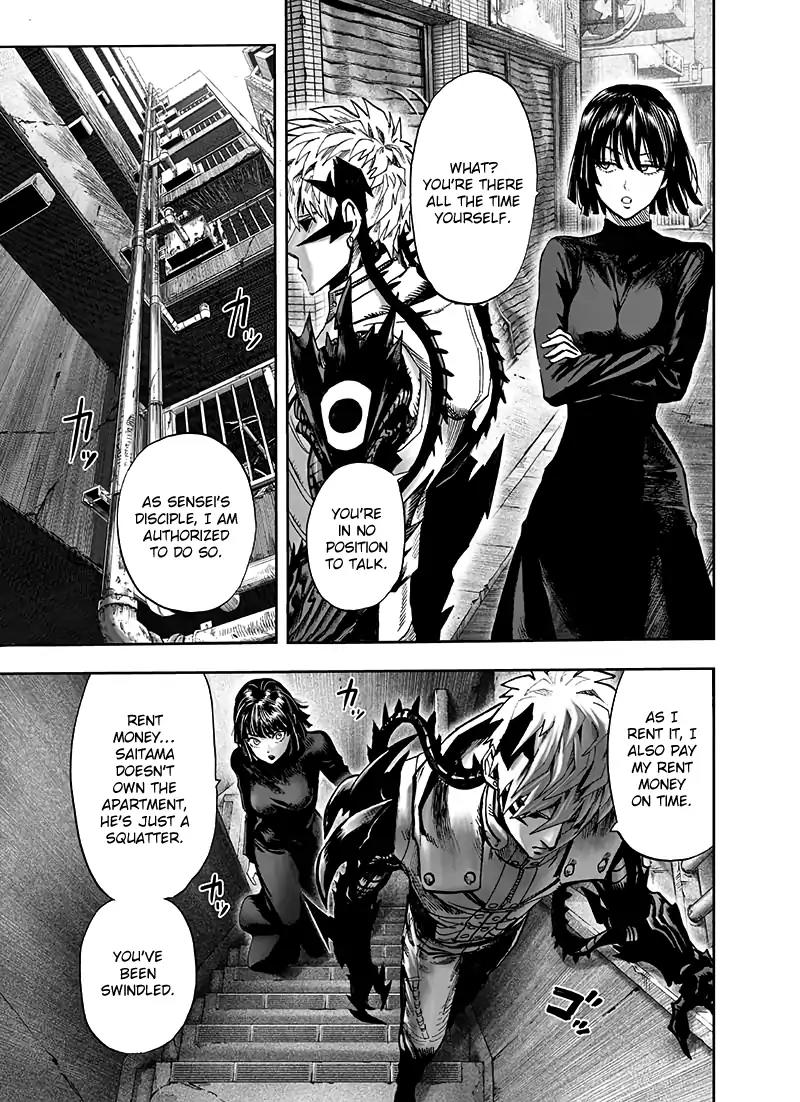 WHAT?
YOU'RE THERE
ALL THE TIME
YOURSELF.
YOU'RE
IN NO
POSITION
TO TALK.
カ
ッ
カ
ッ
AS SENSEI'S
DISCIPLE, I AM
AUTHORIZED
TO DO SO.
AS I
RENT IT, I
ALSO PAY
MY RENT
MONEY
ON TIME.
カ
ッ
カ
ッ
RENT
MONEY...
SAITAMA
DOESN'T
OWN THE
APARTMENT,
HE'S JUST A
SQUATTER.
YOU'VE
BEEN
SWINDLED.
ゴッ